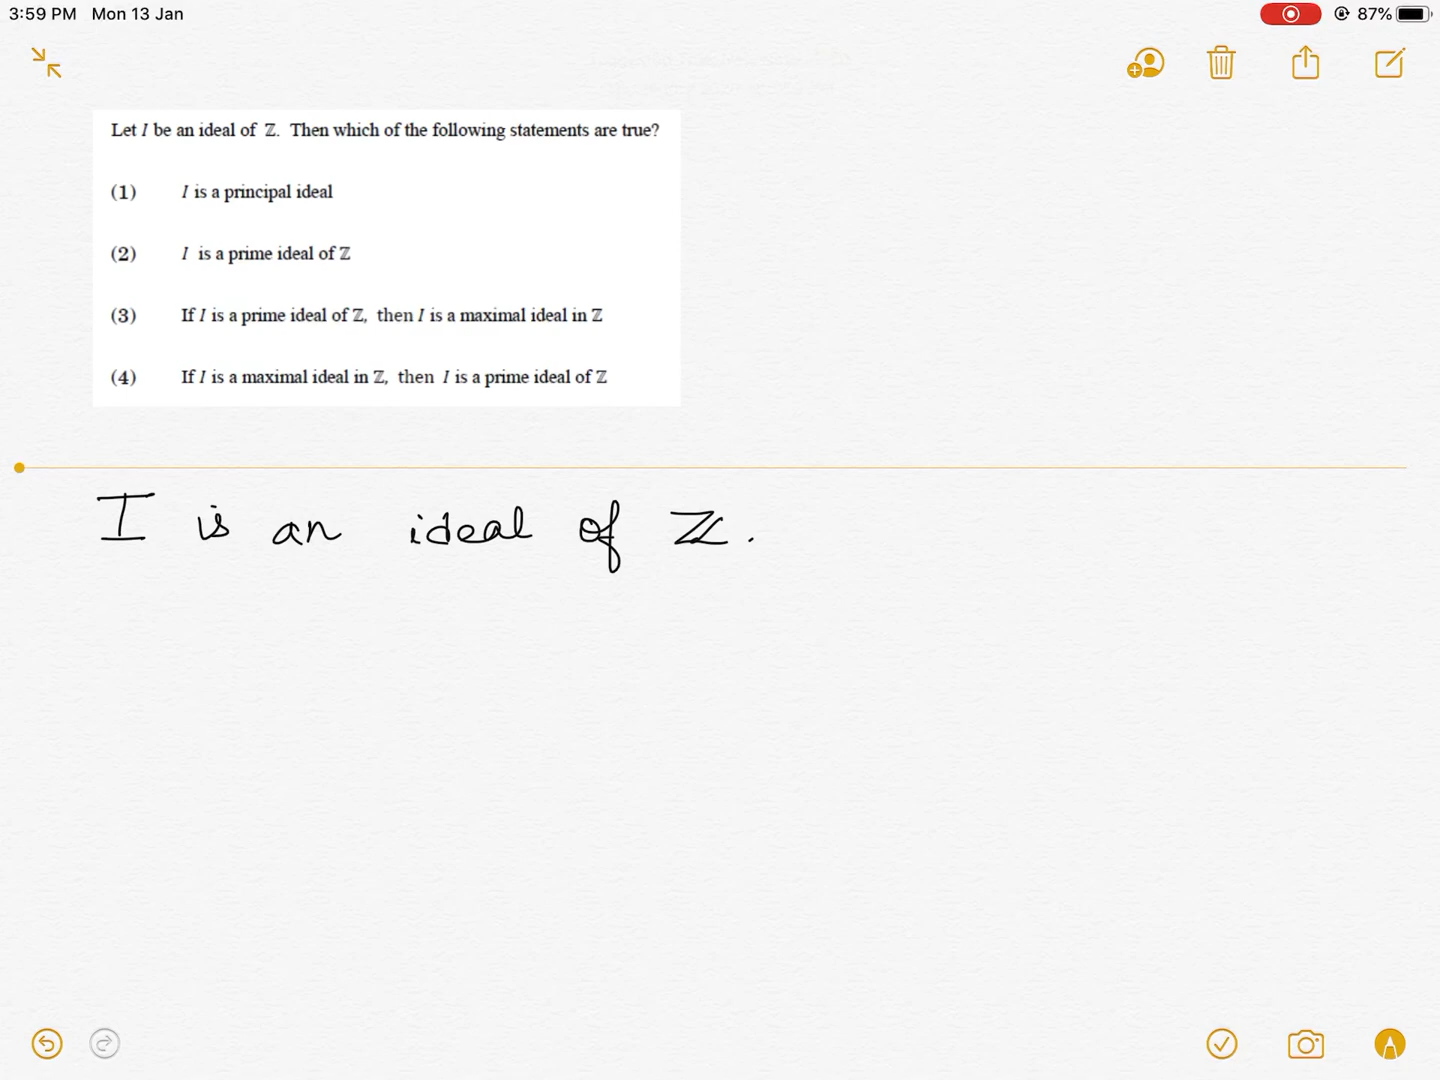 3:59 PM Mon 13 Jan 87%
Let I be an ideal of ℤ. Then which of the following statements are true?
(1) I is a principal ideal
(2) I is a prime ideal of ℤ
(3) If I is a prime ideal of ℤ, then I is a maximal ideal in ℤ
(4) If I is a maximal ideal in ℤ, then I is a prime ideal of ℤ
I is an ideal of ℤ.